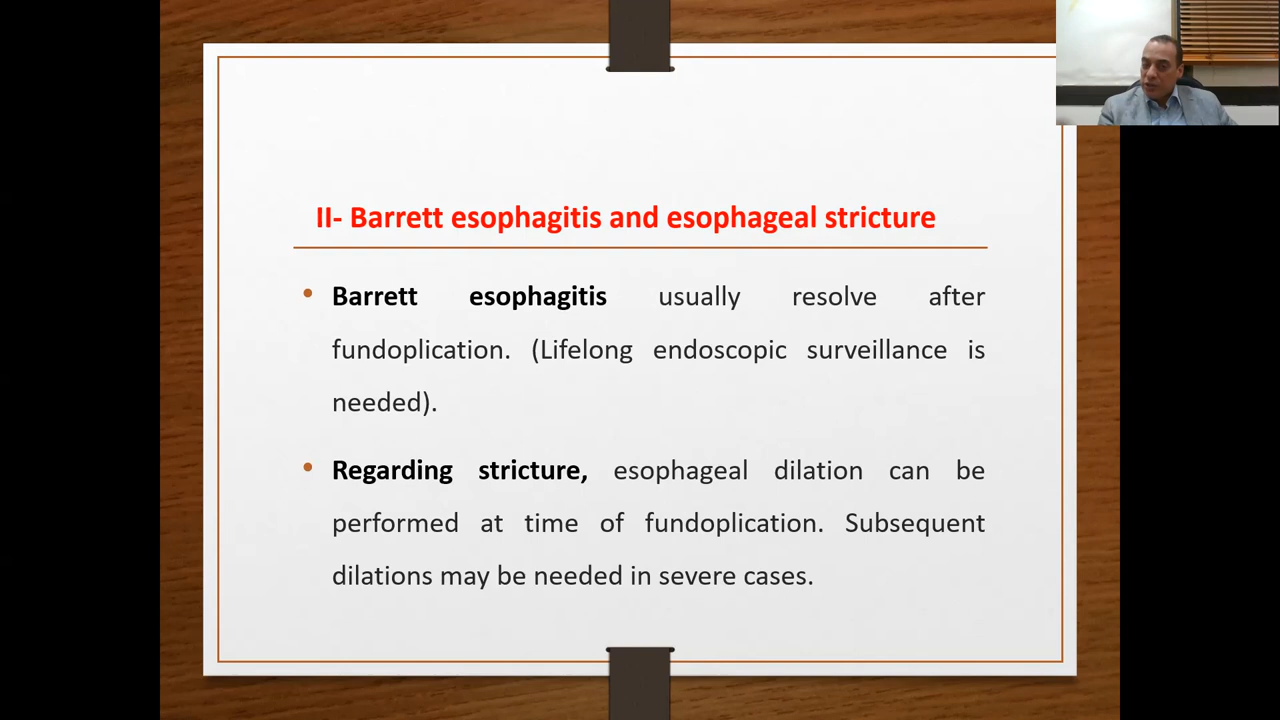 II- Barrett esophagitis and esophageal stricture
• Barrett esophagitis usually resolve after
fundoplication. (Lifelong endoscopic surveillance is
needed).
• Regarding stricture, esophageal dilation can be
performed at time of fundoplication. Subsequent
dilations may be needed in severe cases.